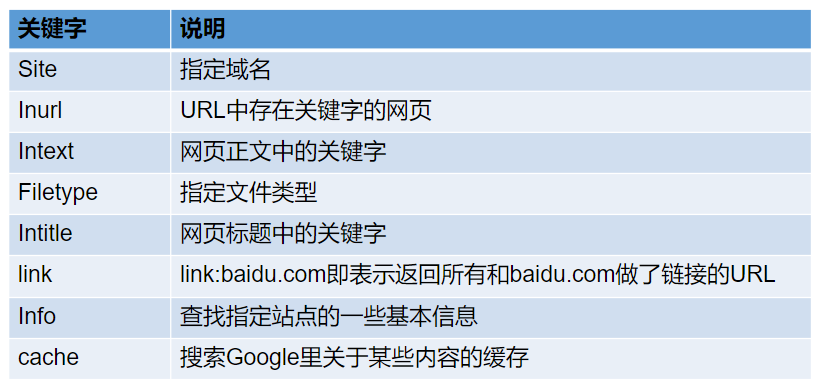 关键字 说明
Site 指定域名
Inurl URL中存在关键字的网页
Intext 网页正文中的关键字
Filetype 指定文件类型
Intitle 网页标题中的关键字
link link:baidu.com即表示返回所有和baidu.com做了链接的URL
Info 查找指定站点的一些基本信息
cache 搜索Google里关于某些内容的缓存